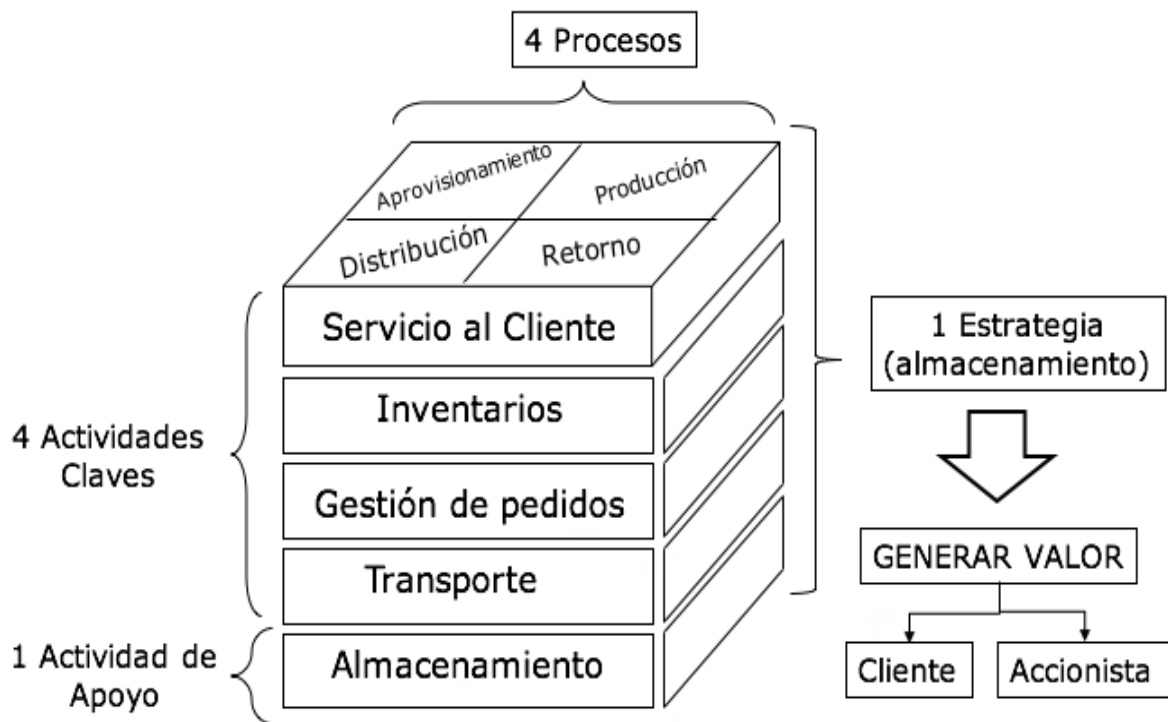 4 Procesos
Aprovisionamiento
Producción
Distribución
Retorno
Servicio al Cliente
Inventarios
Gestión de pedidos
Transporte
Almacenamiento
4 Actividades
Claves
1 Actividad de
Apoyo
1 Estrategia
(almacenamiento)
GENERAR VALOR
Cliente
Accionista